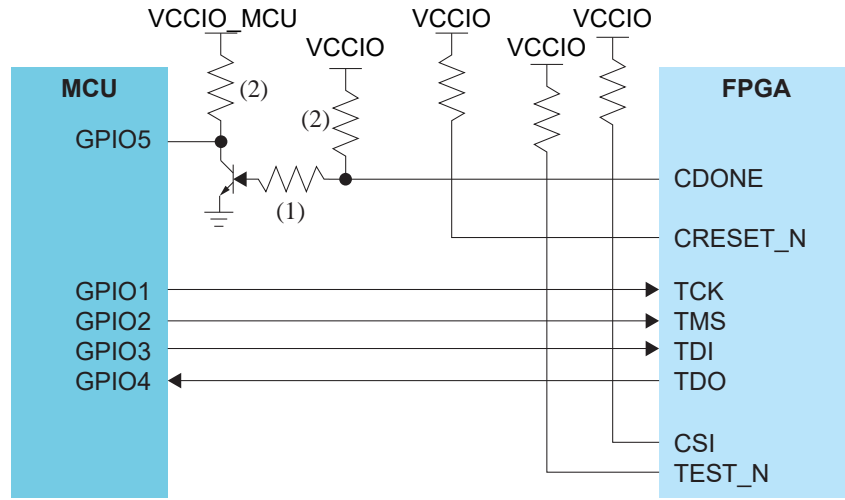 VCCIO_MCU
VCCIO
VCCIO
VCCIO
VCCIO
MCU
FPGA
(2)
(2)
GPIO5
(1)
CDONE
CRESET_N
GPIO1
TCK
GPIO2
TMS
GPIO3
TDI
GPIO4
TDO
CSI
TEST_N